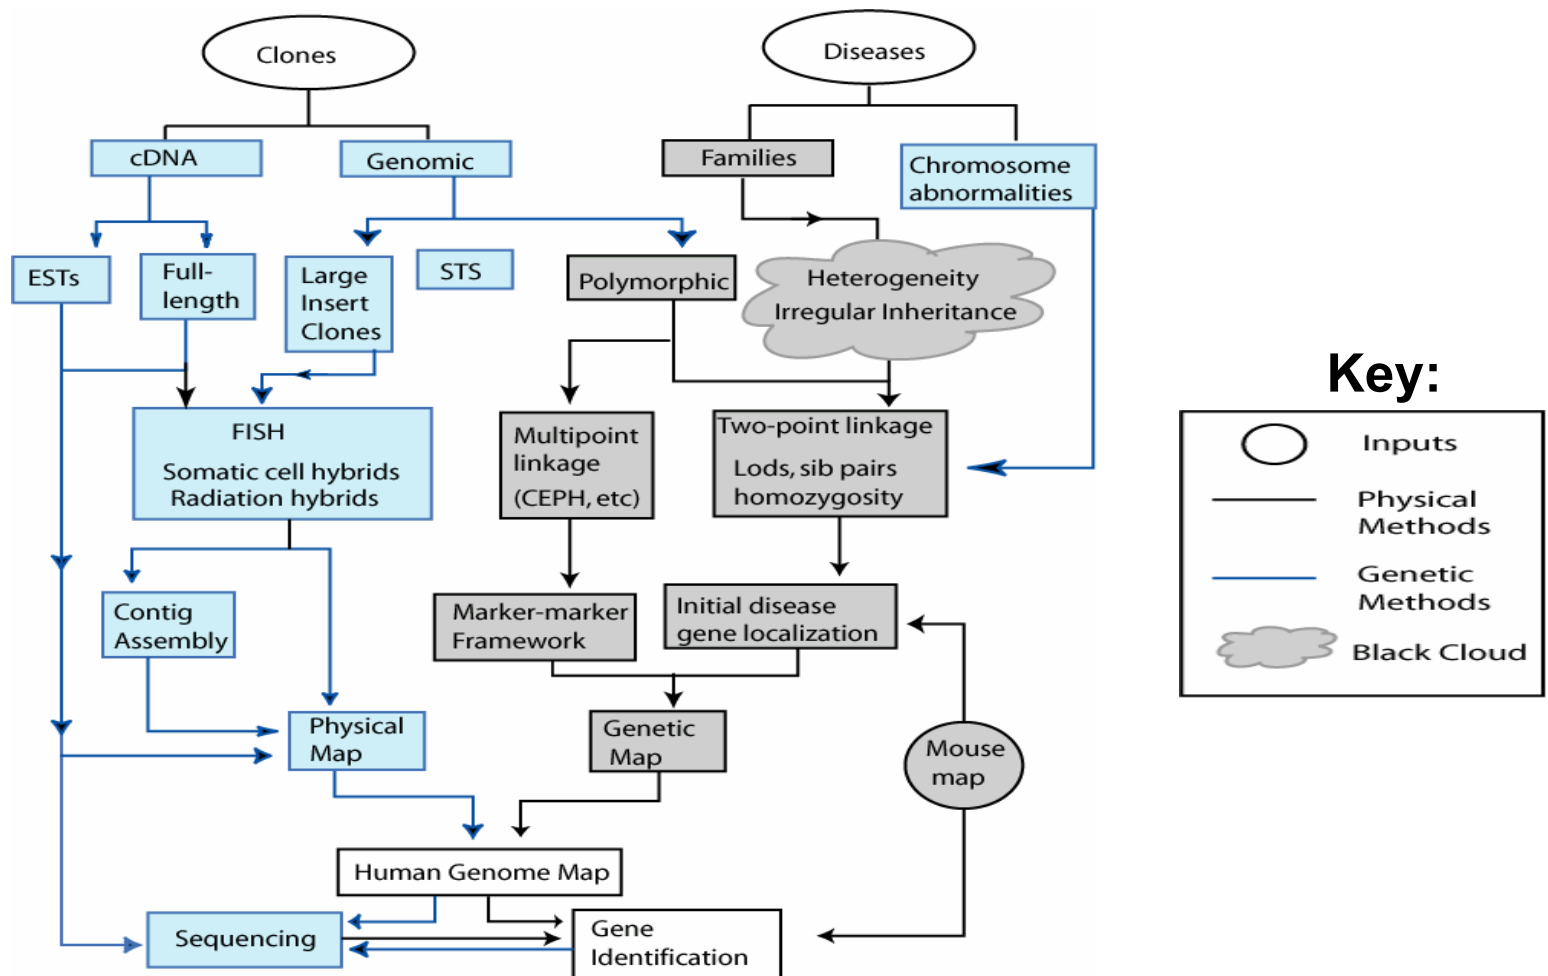 Clones
Diseases
cDNA
Genomic
Families
Chromosome
abnormalities
ESTs
Full-
length
Large
Insert
Clones
STS
Polymorphic
Heterogeneity
Irregular Inheritance
FISH
Somatic cell hybrids
Radiation hybrids
Multipoint
linkage
(CEPH, etc)
Two-point linkage
Lods, sib pairs
homozygosity
Contig
Assembly
Marker-marker
Framework
Initial disease
gene localization
Physical
Map
Genetic
Map
Mouse
map
Human Genome Map
Sequencing
Gene
Identification
Key:
Inputs
Physical
Methods
Genetic
Methods
Black Cloud